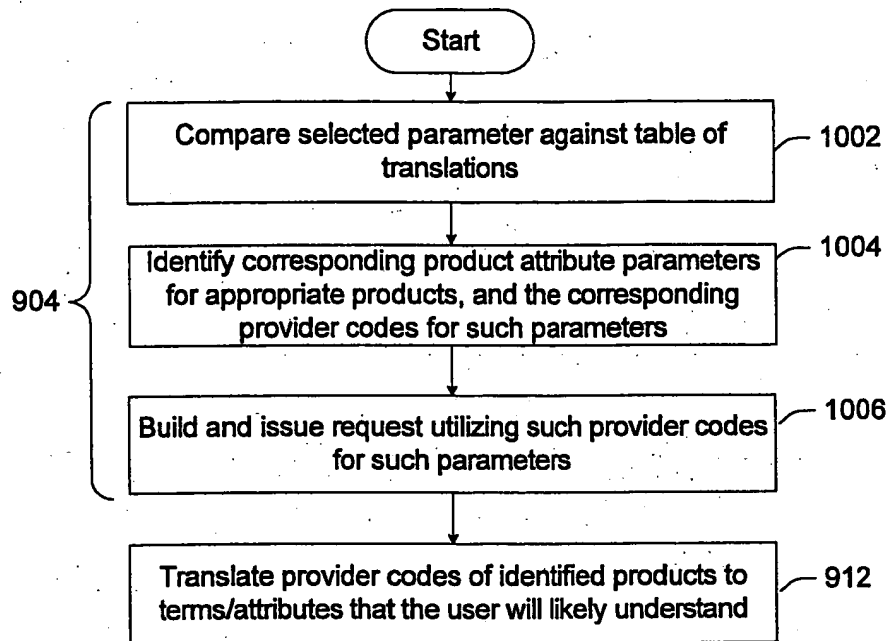 Start
Compare selected parameter against table of
translations
1002
Identify corresponding product attribute parameters
for appropriate products, and the corresponding
provider codes for such parameters
1004
904
Build and issue request utilizing such provider codes
for such parameters
1006
Translate provider codes of identified products to
terms/attributes that the user will likely understand
912